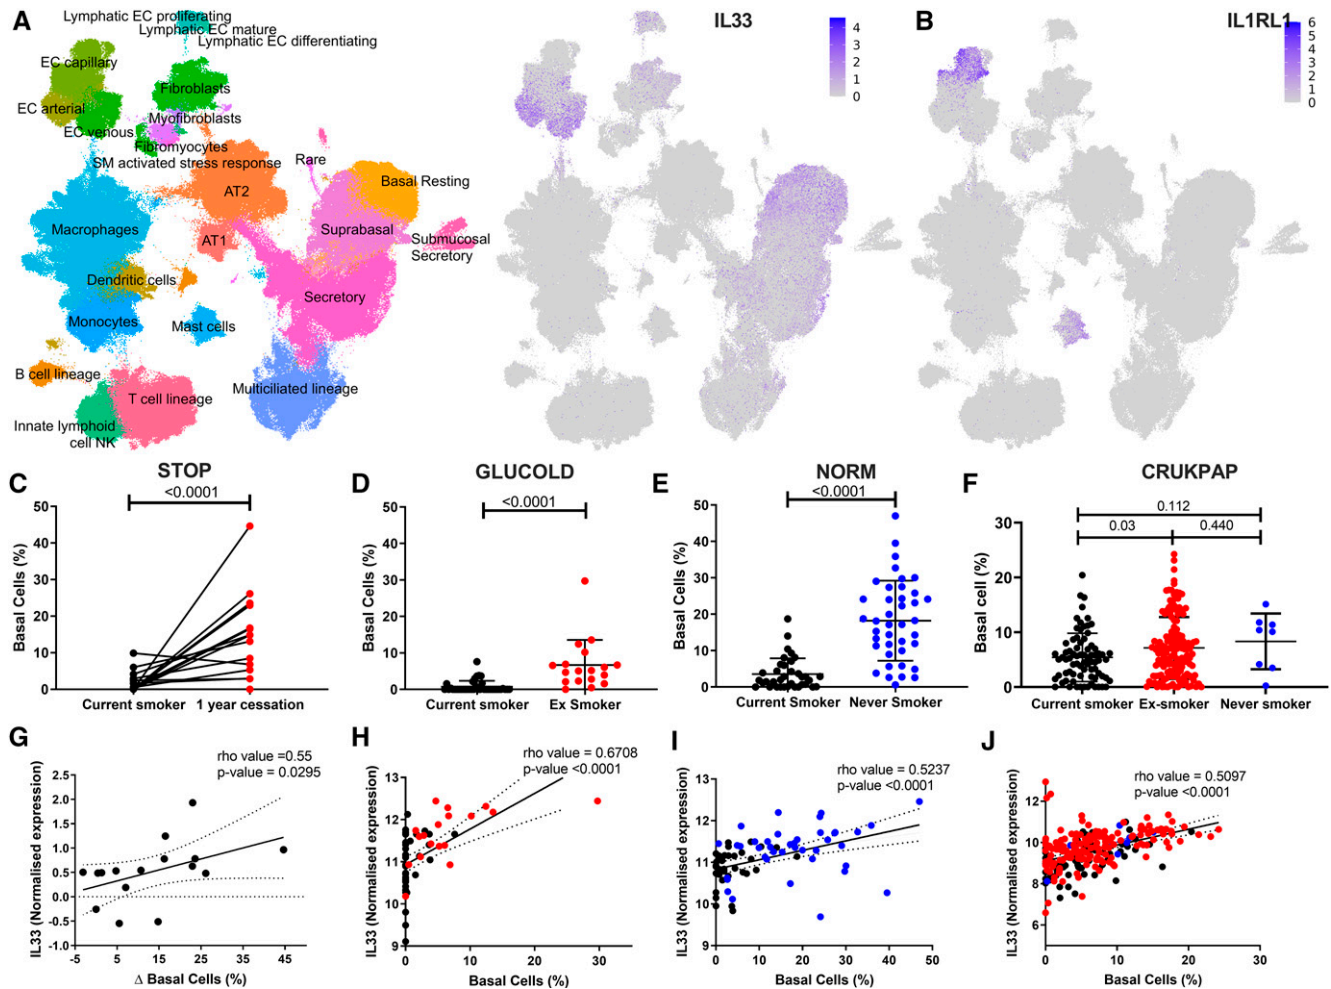 A
Lymphatic EC proliferating
Lymphatic EC mature
Lymphatic EC differentiating
EC capillary
Fibroblasts
EC arterial
Myofibroblasts
EC venous
Fibromyocytes
SM activated stress response
Rare
AT2
Basal Resting
Macrophages
Suprabasal
AT1
Submucosal
Secretory
Dendritic cells
Secretory
Monocytes
Mast cells
B cell lineage
T cell lineage
Multiciliated lineage
Innate lymphoid
cell NK
IL33
4
3
2
1
0
B
IL1RL1
6
5
4
3
2
1
0
C
STOP
<0.0001
Basal Cells (%)
50
40
30
20
10
0
Current smoker
1 year cessation
D
GLUCOLD
<0.0001
Basal Cells (%)
50
40
30
20
10
0
Current smoker
Ex Smoker
E
NORM
<0.0001
Basal Cells (%)
50
40
30
20
10
0
Current Smoker
Never Smoker
F
CRUKPAP
0.112
0.03
0.440
Basal cell (%)
30
20
10
0
Current smoker
Ex-smoker
Never smoker
G
rho value =0.55
p-value = 0.0295
IL33 (Normalised expression)
2.5
2.0
1.5
1.0
0.5
0.0
-0.5
-1.0
-5
5
15
25
35
45
Δ Basal Cells (%)
H
rho value = 0.6708
p-value <0.0001
IL33 (Normalised expression)
13
12
11
10
9
0
10
20
30
Basal Cells (%)
I
rho value = 0.5237
p-value <0.0001
IL33 (Normalised expression)
13
12
11
10
9
0
10
20
30
40
50
Basal Cells (%)
J
rho value = 0.5097
p-value <0.0001
IL33 (Normalised expression)
12
10
8
6
0
10
20
30
Basal Cells (%)